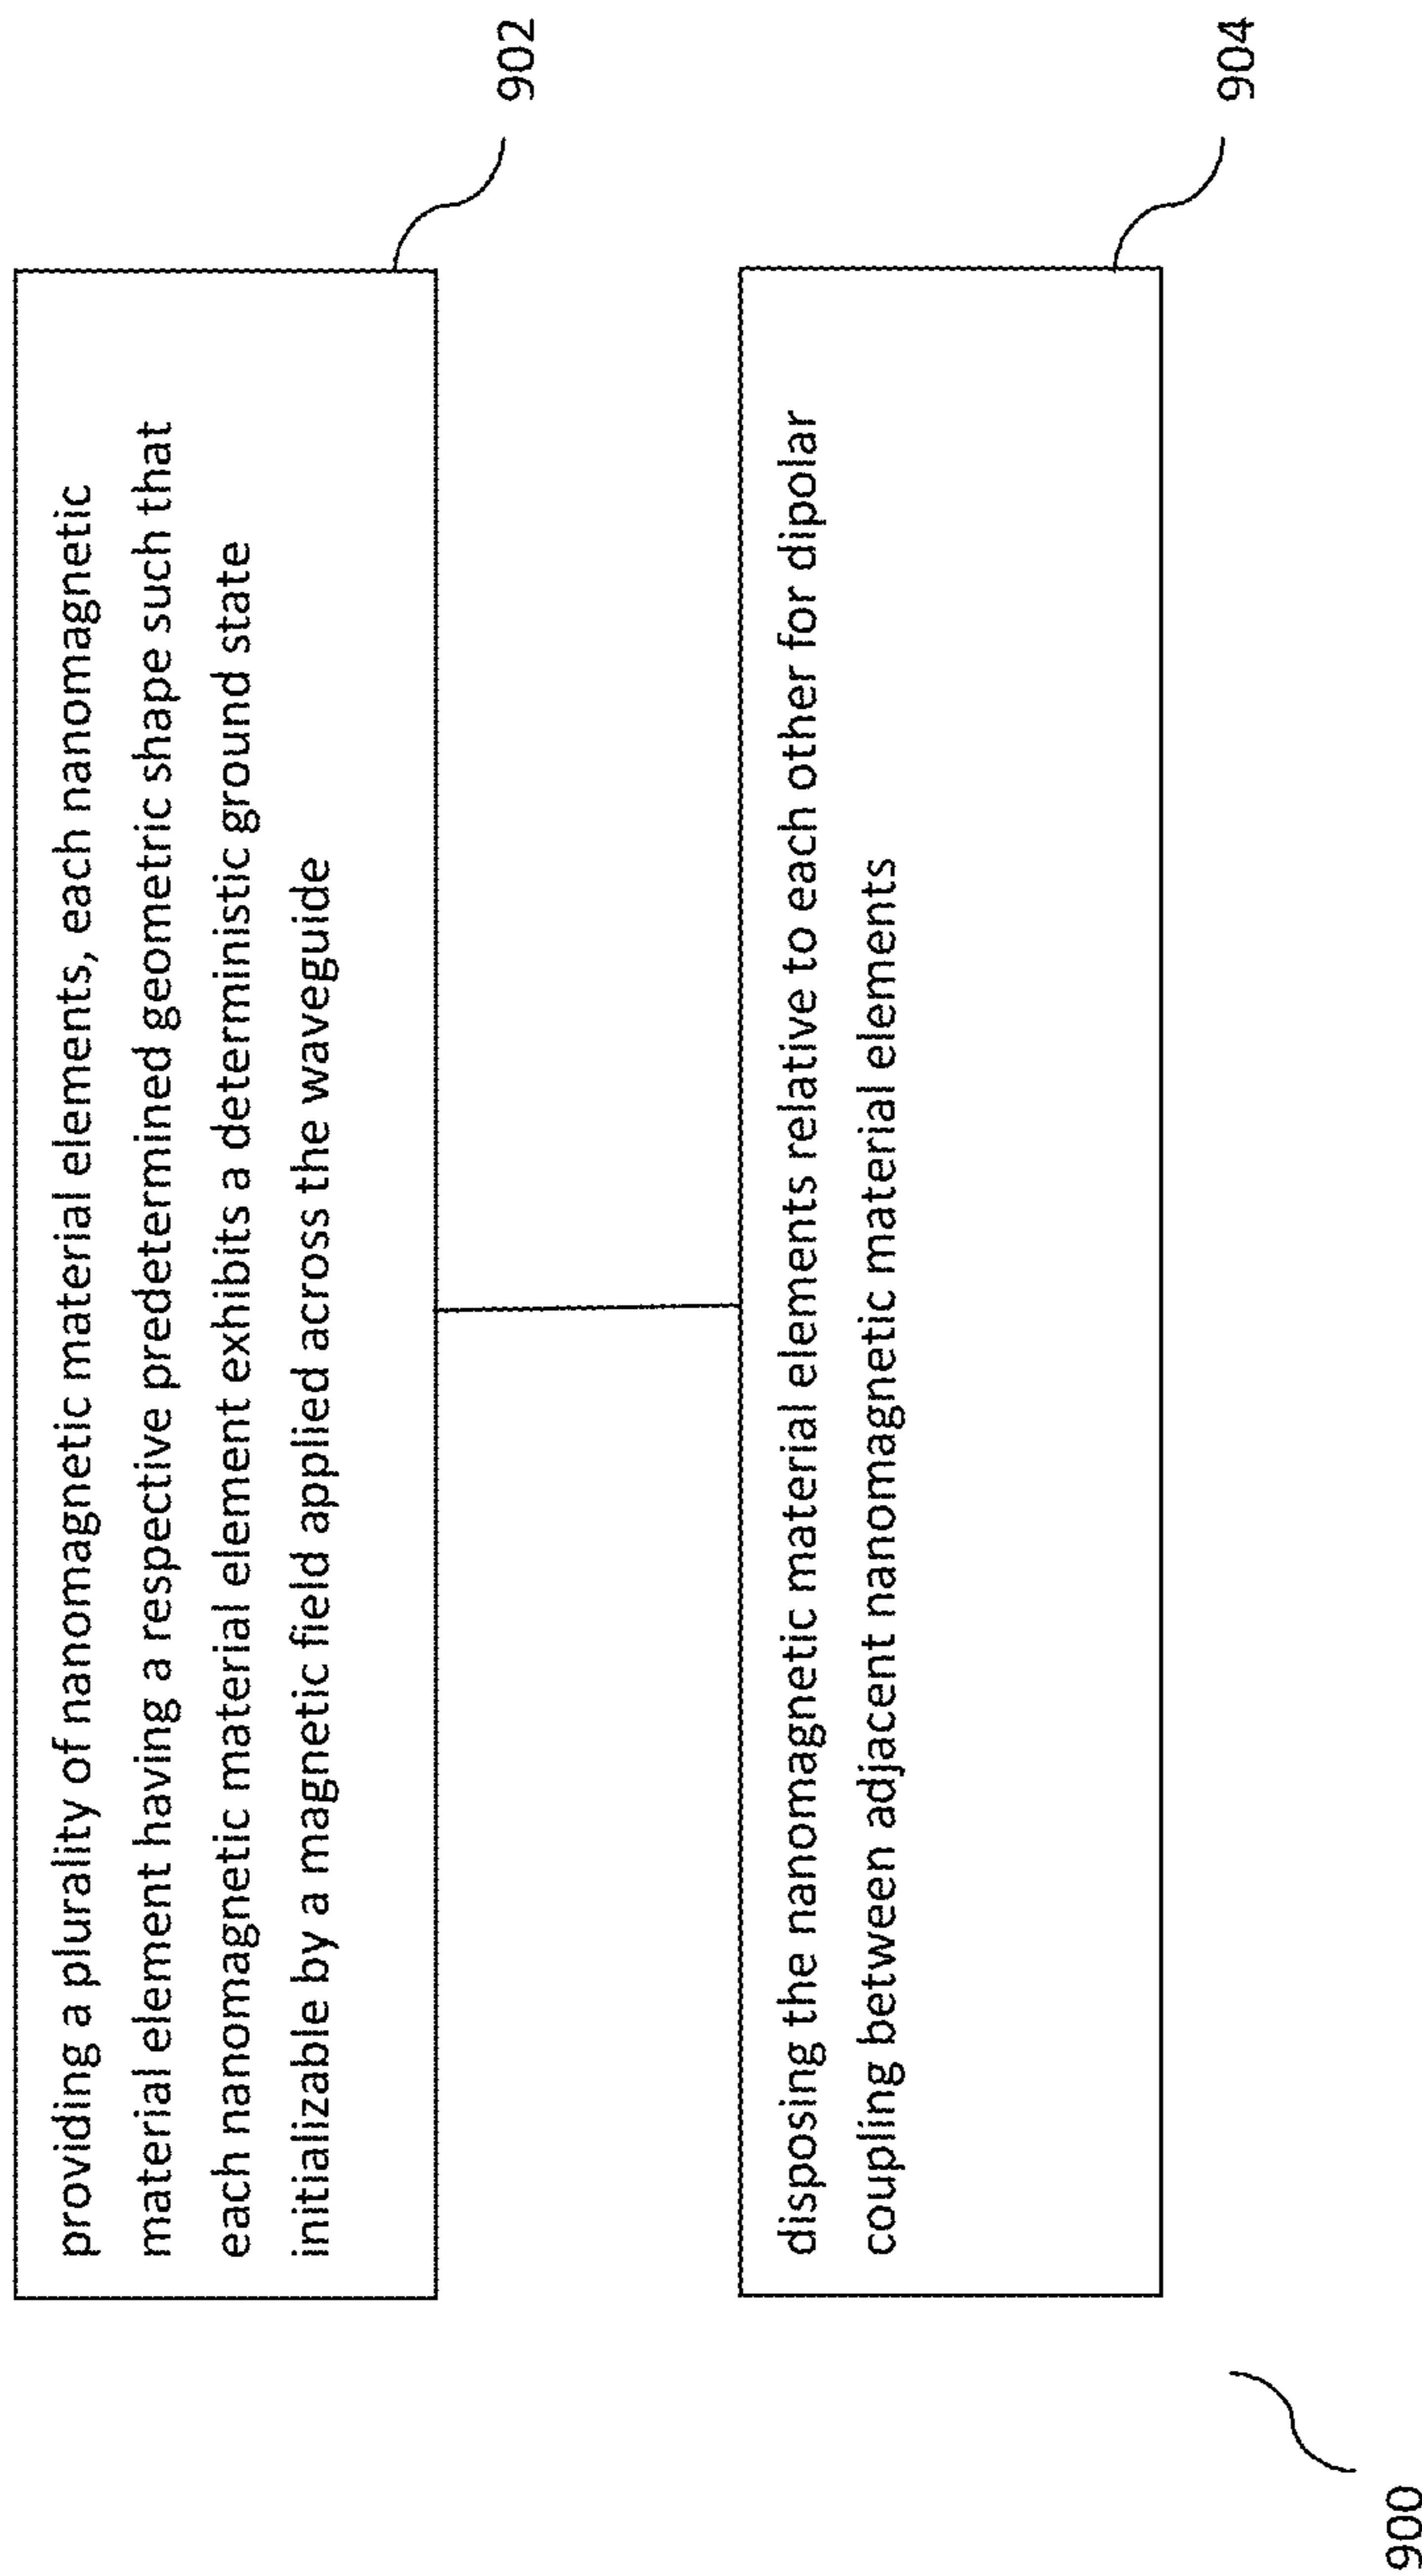 providing a plurality of nanomagnetic material elements, each nanomagnetic
material element having a respective predetermined geometric shape such that
each nanomagnetic material element exhibits a deterministic ground state
initializable by a magnetic field applied across the waveguide
902
disposing the nanomagnetic material elements relative to each other for dipolar
coupling between adjacent nanomagnetic material elements
904
900